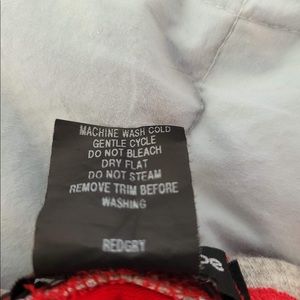 MACHINE WASH COLD
GENTLE CYCLE
DO NOT BLEACH
DRY FLAT
DO NOT STEAM
REMOVE TRIM BEFORE
WASHING
REDGRY